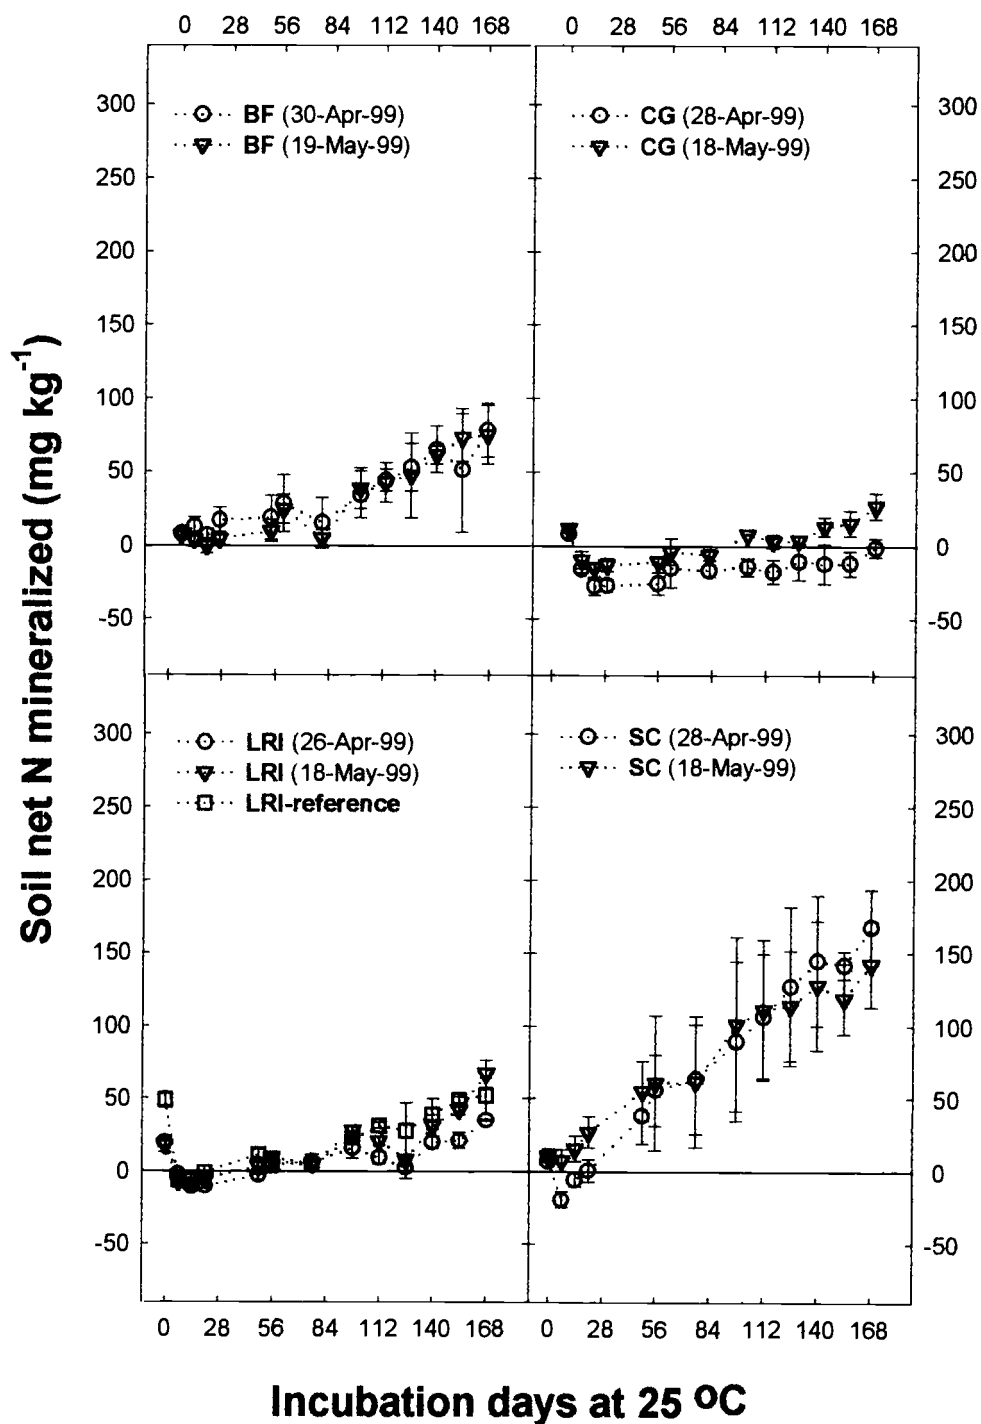 0 28 56 84 112 140 168 0 28 56 84 112 140 168
Soil net N mineralized (mg kg-1)
300
250
200
150
100
50
0
-50
BF (30-Apr-99)
BF (19-May-99)
CG (28-Apr-99)
CG (18-May-99)
300
250
200
150
100
50
0
-50
300
250
200
150
100
50
0
-50
LRI (26-Apr-99)
LRI (18-May-99)
LRI-reference
SC (28-Apr-99)
SC (18-May-99)
300
250
200
150
100
50
0
-50
0 28 56 84 112 140 168 0 28 56 84 112 140 168
Incubation days at 25 ºC